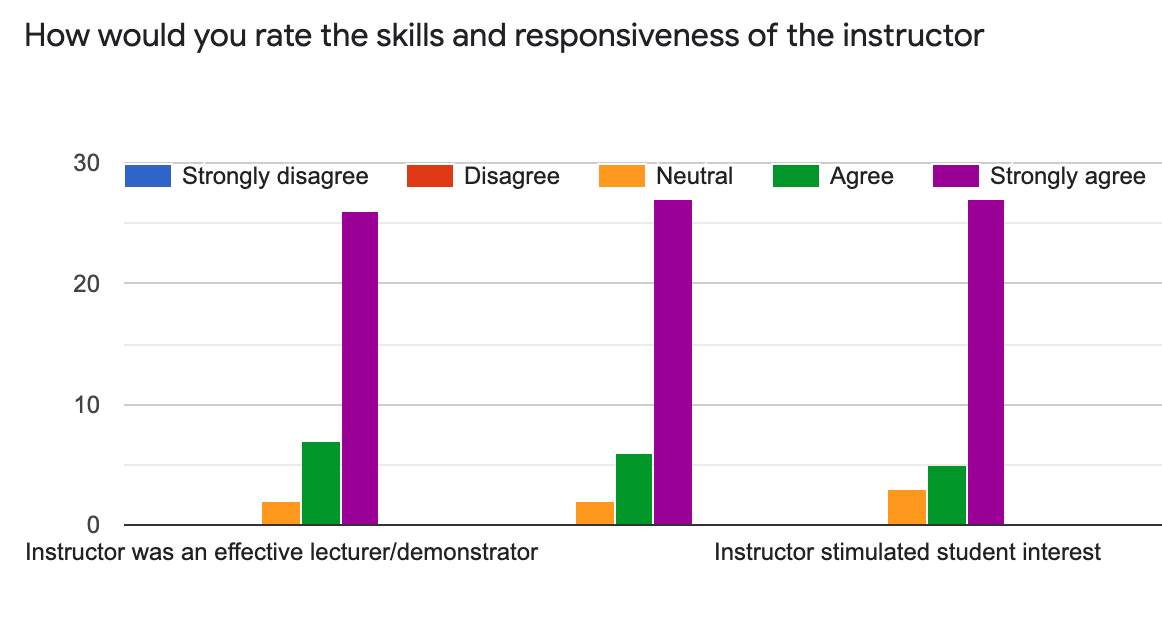 How would you rate the skills and responsiveness of the instructor
30
Strongly disagree Disagree Neutral Agree Strongly agree
20
10
0
Instructor was an effective lecturer/demonstrator Instructor stimulated student interest